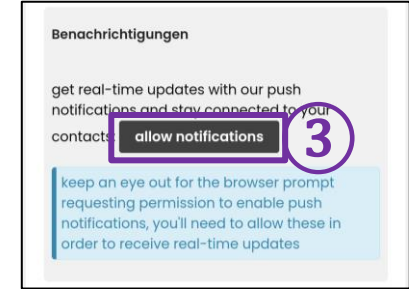 Benachrichtigungen
get real-time updates with our push
notifications and stay connected to your
contacts: allow notifications
3
keep an eye out for the browser prompt
requesting permission to enable push
notifications, you'll need to allow these in
order to receive real-time updates